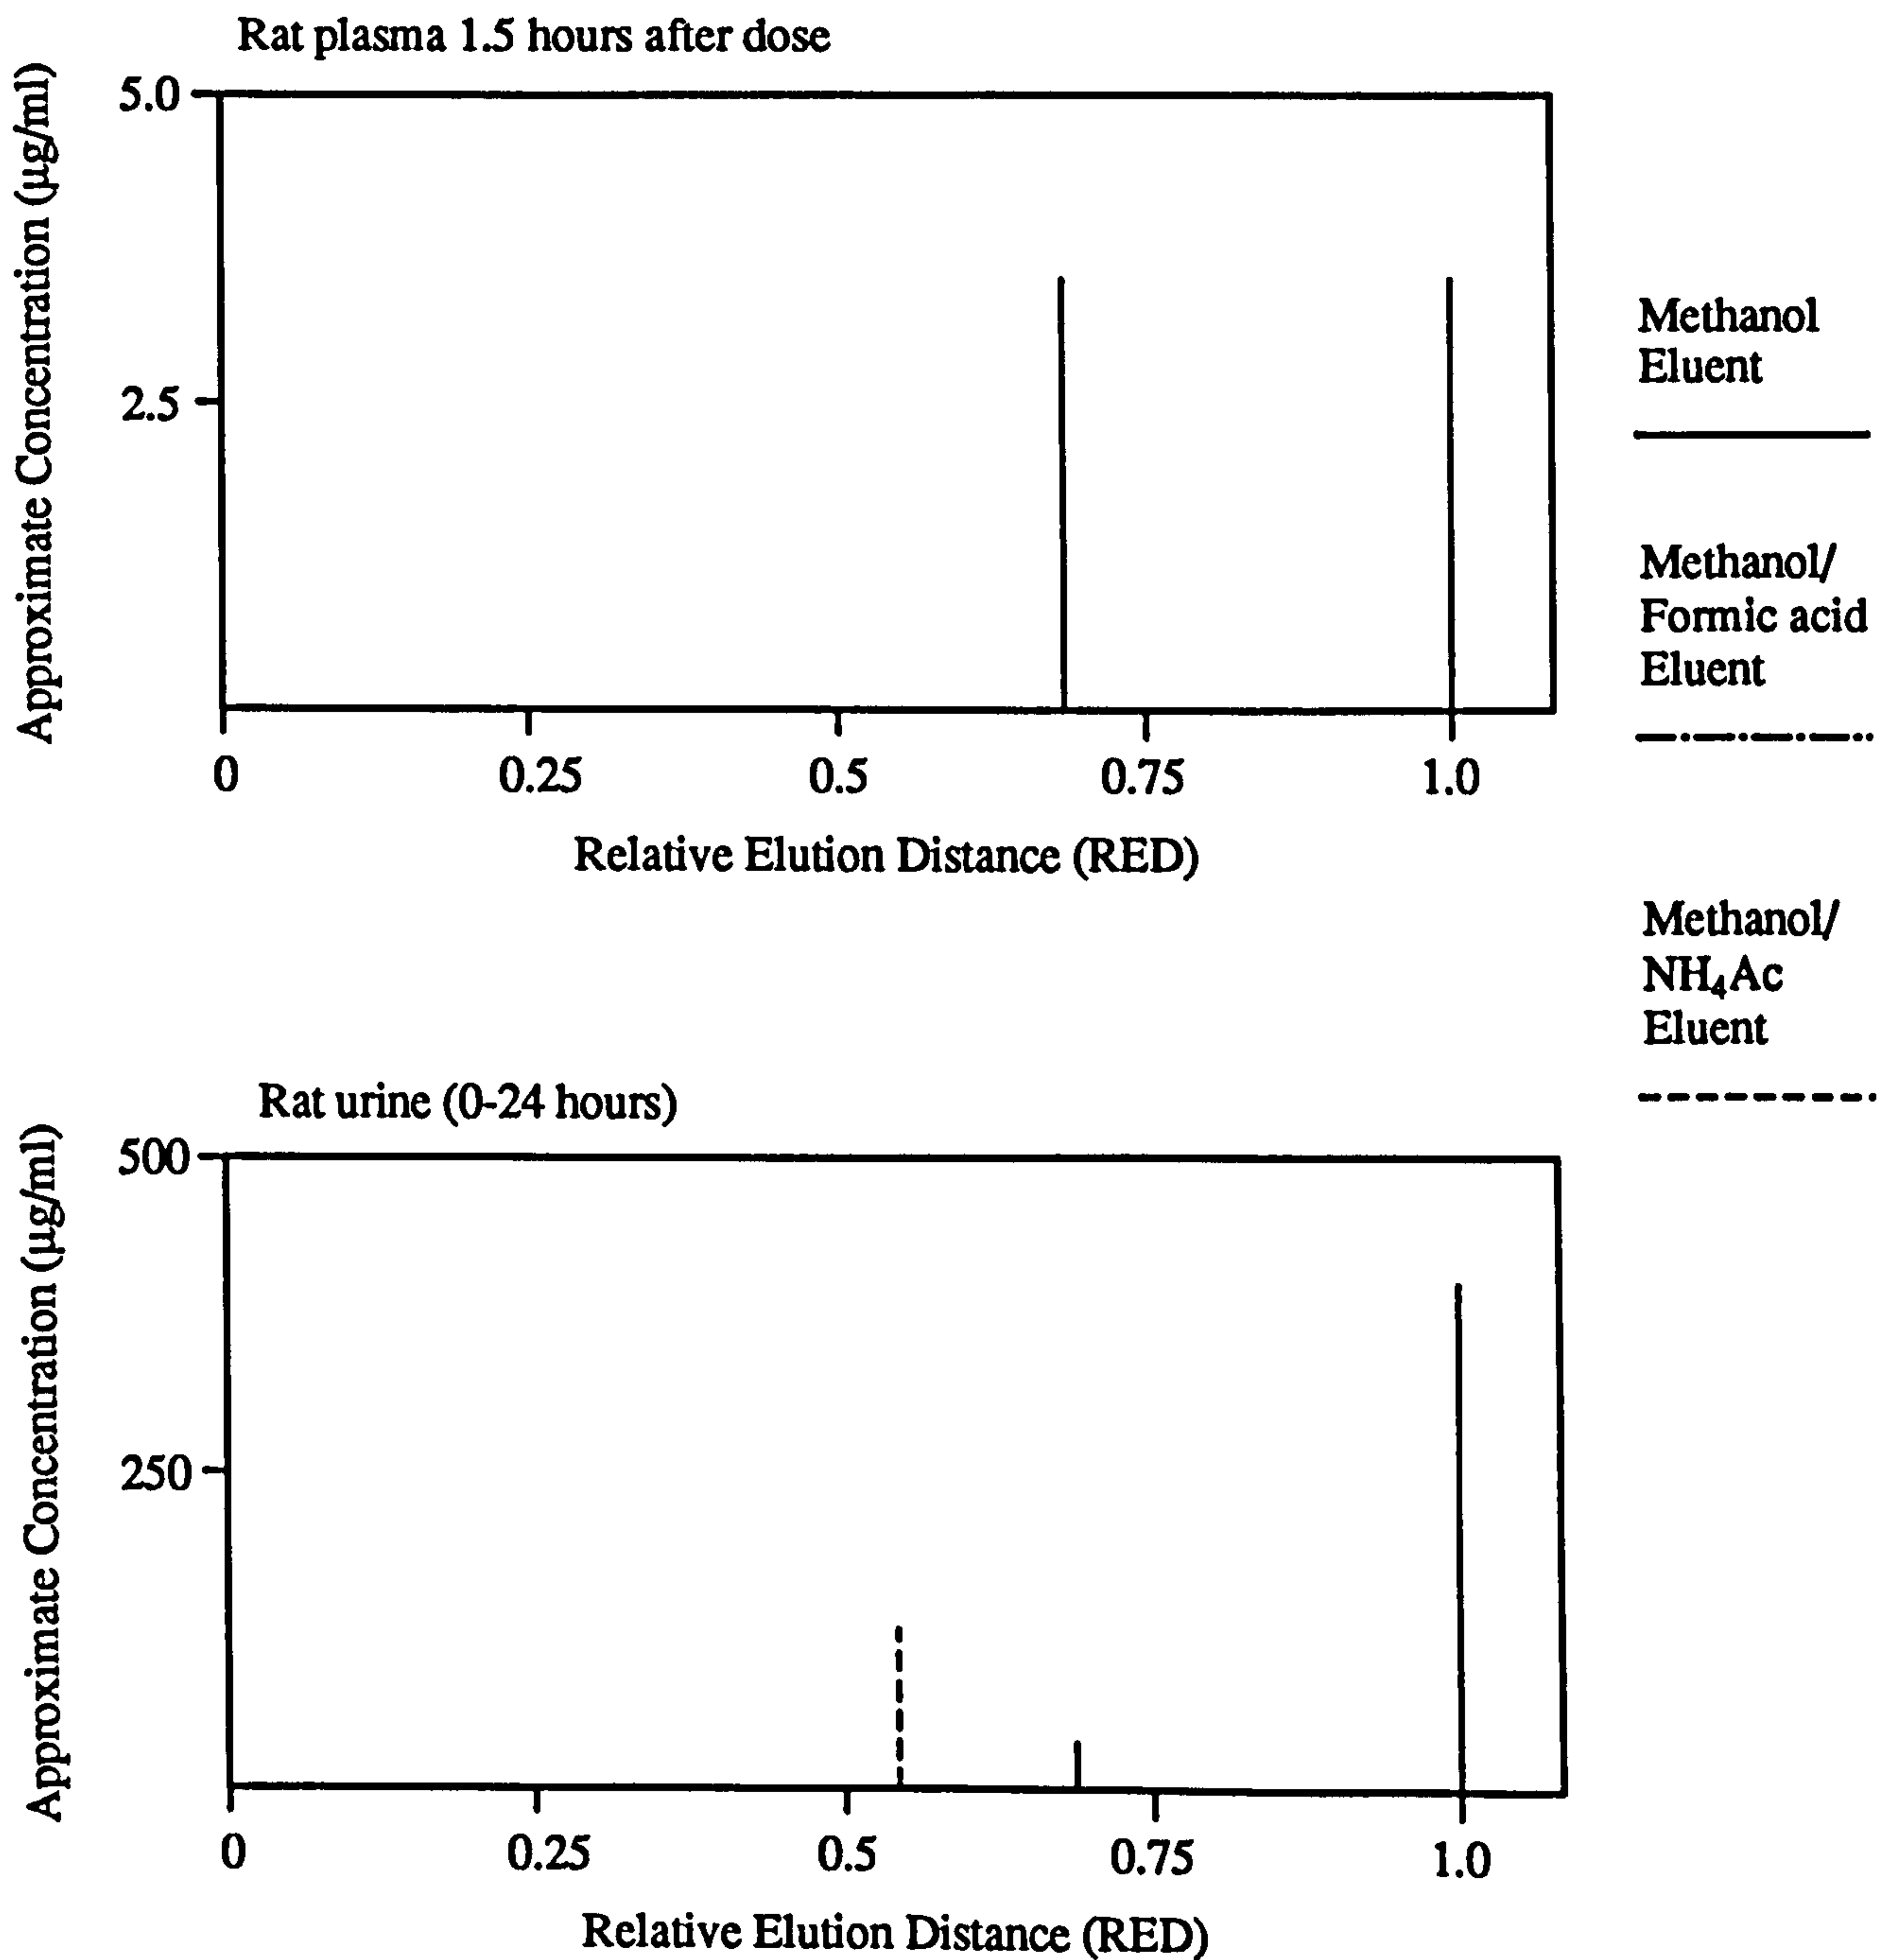 Rat plasma 1.5 hours after dose
Approximate Concentration (µg/ml)
5.0
2.5
0
0.25
0.5
0.75
1.0
Relative Elution Distance (RED)
Methanol
Eluent
Methanol/
Formic acid
Eluent
Methanol/
NH₄Ac
Eluent
Rat urine (0-24 hours)
Approximate Concentration (µg/ml)
500
250
0
0.25
0.5
0.75
1.0
Relative Elution Distance (RED)